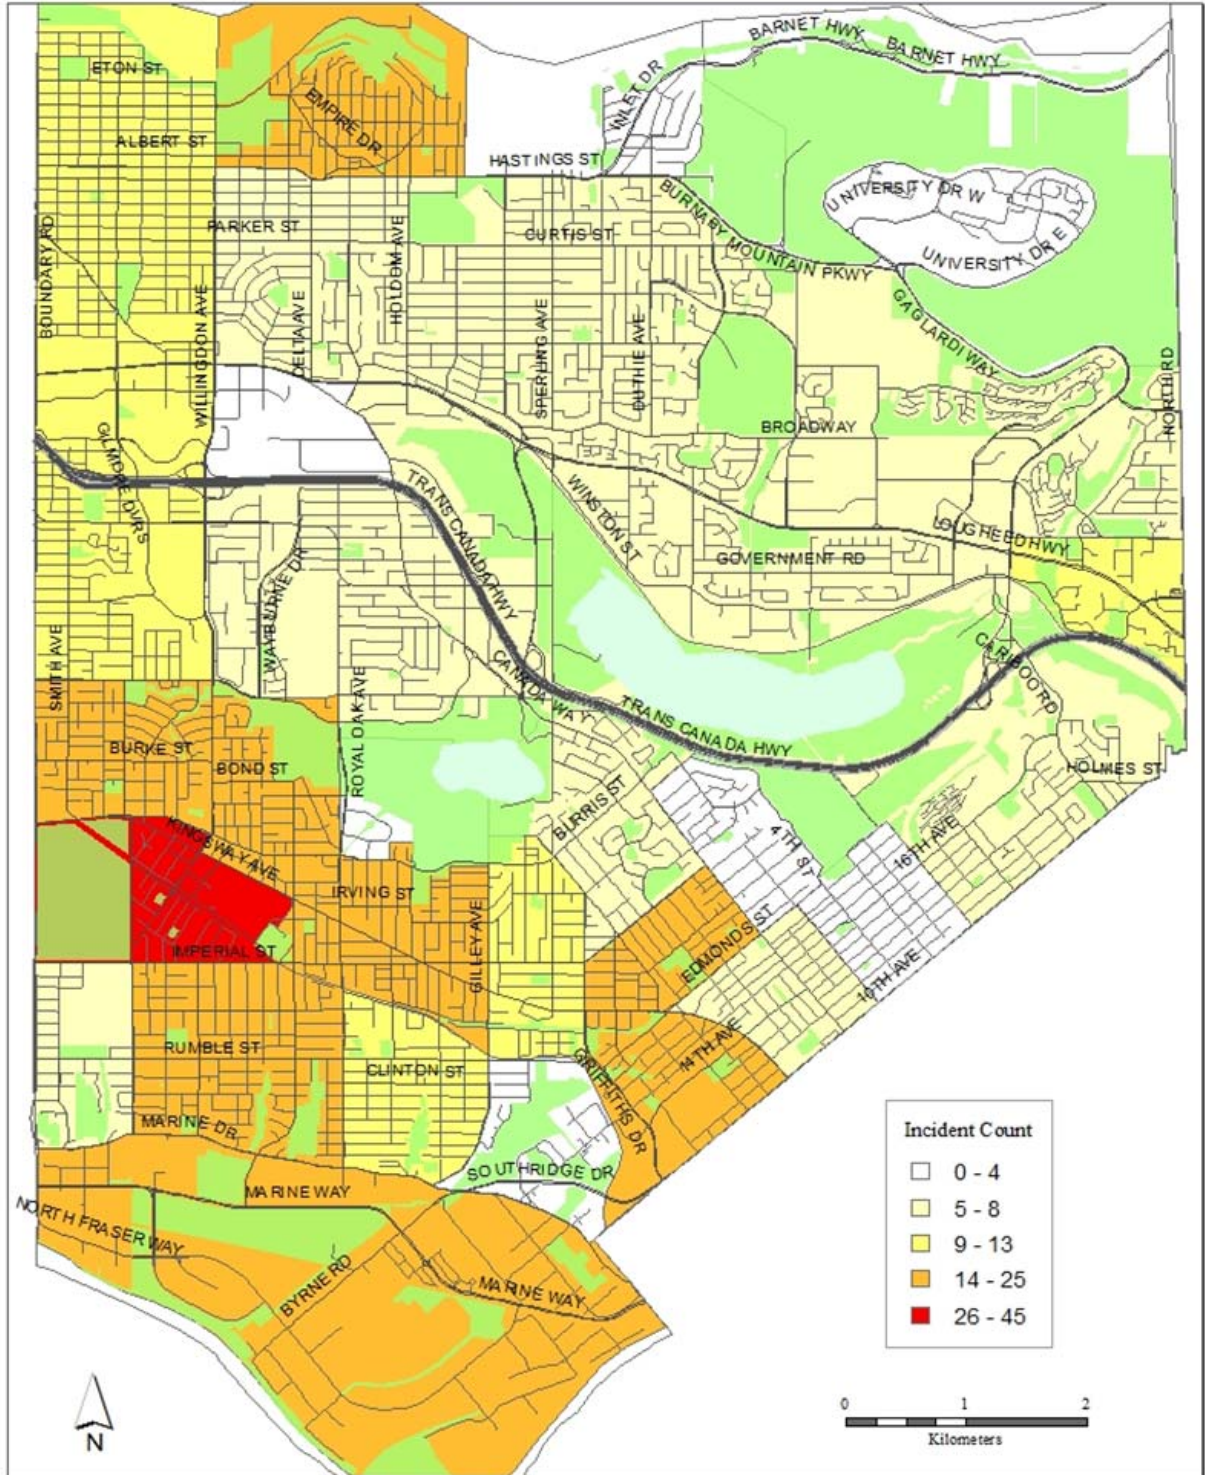 BARNET HWY
BARNET HWY
ETON ST
INLET DR
EMPIRE DR
ALBERT ST
HASTINGS ST
UNIVERSITY DR W
BURNABY MOUNTAIN PKWY
PARKER ST
CURTIS ST
UNIVERSITY DR E
BOUNDARY RD
HOLDOM AVE
WILLINGDON AVE
DELTA AVE
SPERLING AVE
DUTHIE AVE
GAGLARDI WAY
NORTH RD
BROADWAY
GILMORE DVRS
TRANS CANADA HWY
WINSTON ST
LOUGHEED HWY
GOVERNMENT RD
WAYBURNE DR
SMITH AVE
ROYAL OAK AVE
CANADA WAY
CARIBOO RD
TRANS CANADA HWY
BURKE ST
BOND ST
HOLMES ST
BURRIS ST
KINGSWAY AVE
4TH ST
16TH AVE
IRVING ST
GILLEY AVE
EDMONDS ST
IMPERIAL ST
10TH AVE
RUMBLE ST
14TH AVE
CLINTON ST
GRIFFITHS DR
MARINE DR
SOUTHRIDGE DR
MARINE WAY
NORTH FRASER WAY
BYRNE RD
MARINE WAY
Incident Count
0 - 4
5 - 8
9 - 13
14 - 25
26 - 45
N
0 1 2
Kilometers